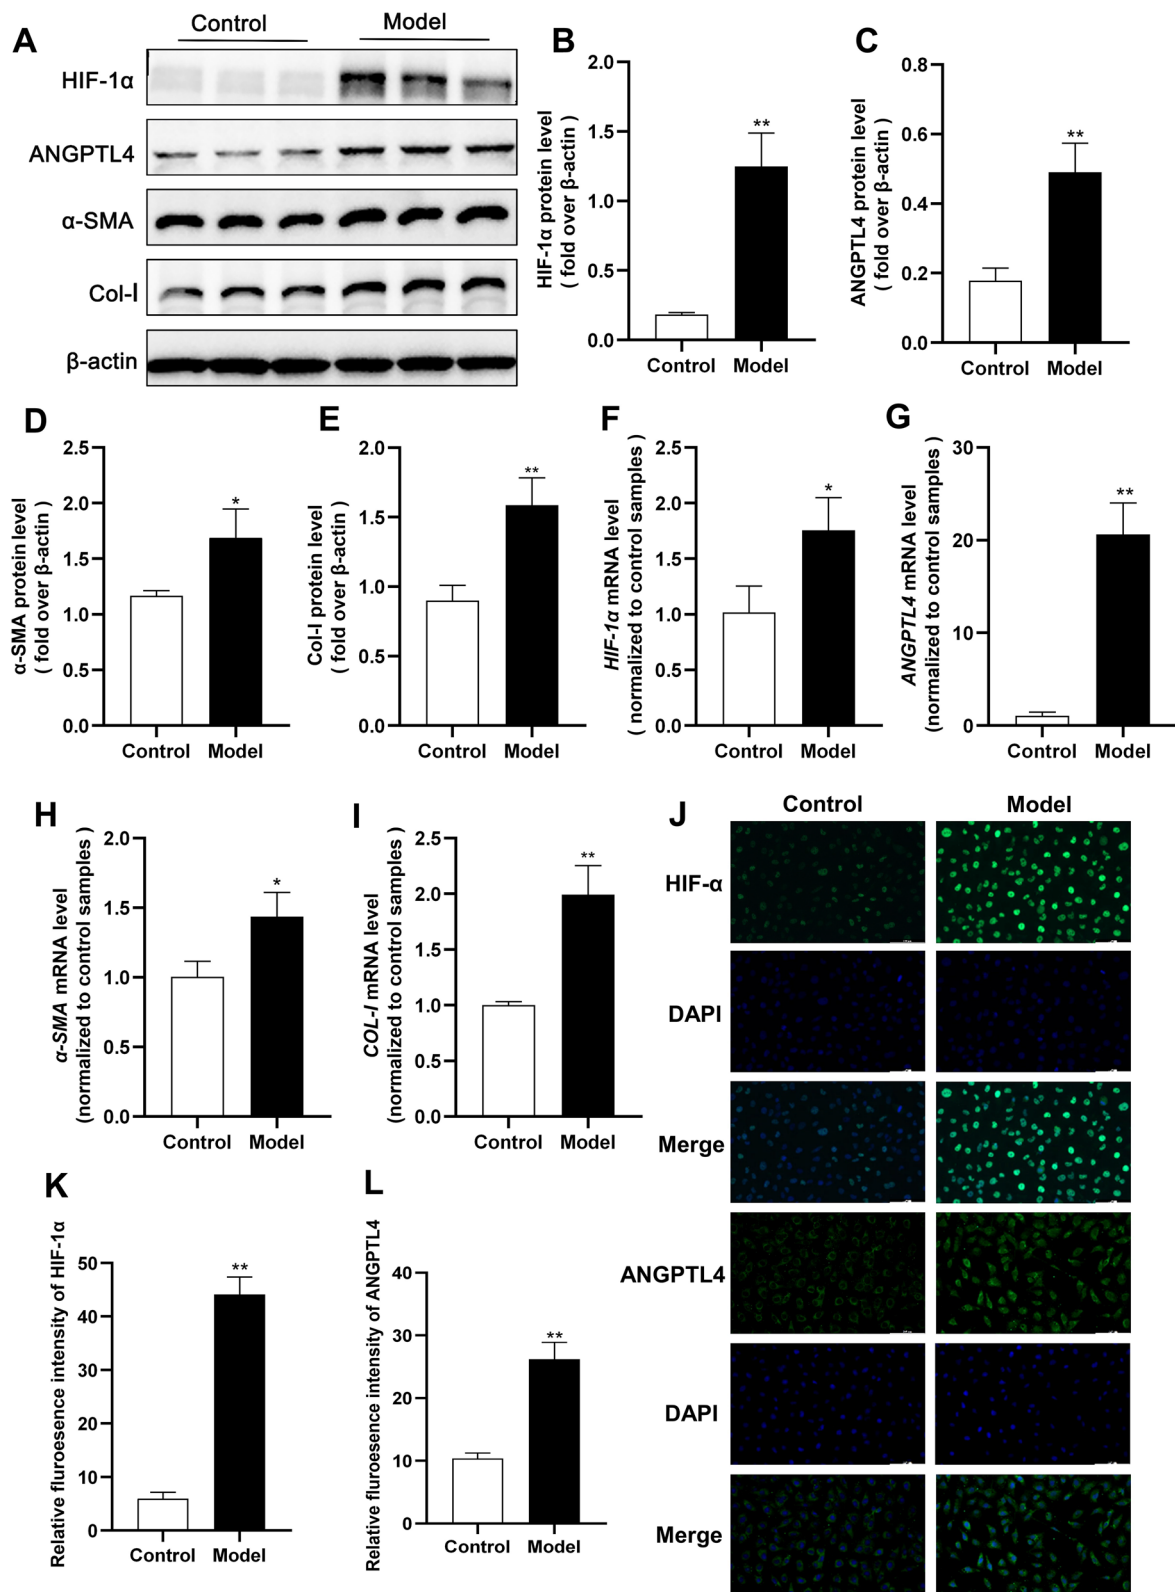 A
Control
Model
HIF-1α
ANGPTL4
α-SMA
Col-I
β-actin
B
HIF-1α protein level
( fold over β-actin )
2.0
1.5
1.0
0.5
0.0
**
Control
Model
C
ANGPTL4 protein level
( fold over β-actin )
0.8
0.6
0.4
0.2
0.0
**
Control
Model
D
α-SMA protein level
( fold over β-actin )
2.5
2.0
1.5
1.0
0.5
0.0
*
Control
Model
E
Col-I protein level
( fold over β-actin )
2.0
1.5
1.0
0.5
0.0
**
Control
Model
F
HIF-1α mRNA level
( normalized to control samples )
2.5
2.0
1.5
1.0
0.5
0.0
*
Control
Model
G
ANGPTL4 mRNA level
(normalized to control samples )
30
20
10
0
**
Control
Model
H
α-SMA mRNA level
(normalized to control samples)
2.0
1.5
1.0
0.5
0.0
*
Control
Model
I
COL-I mRNA level
(normalized to control samples)
2.5
2.0
1.5
1.0
0.5
0.0
**
Control
Model
J
Control
Model
HIF-α
DAPI
Merge
ANGPTL4
DAPI
Merge
K
Relative fluroesence intensity of HIF-1α
50
40
30
20
10
0
**
Control
Model
L
Relative fluroesence intensity of ANGPTL4
40
30
20
10
0
**
Control
Model